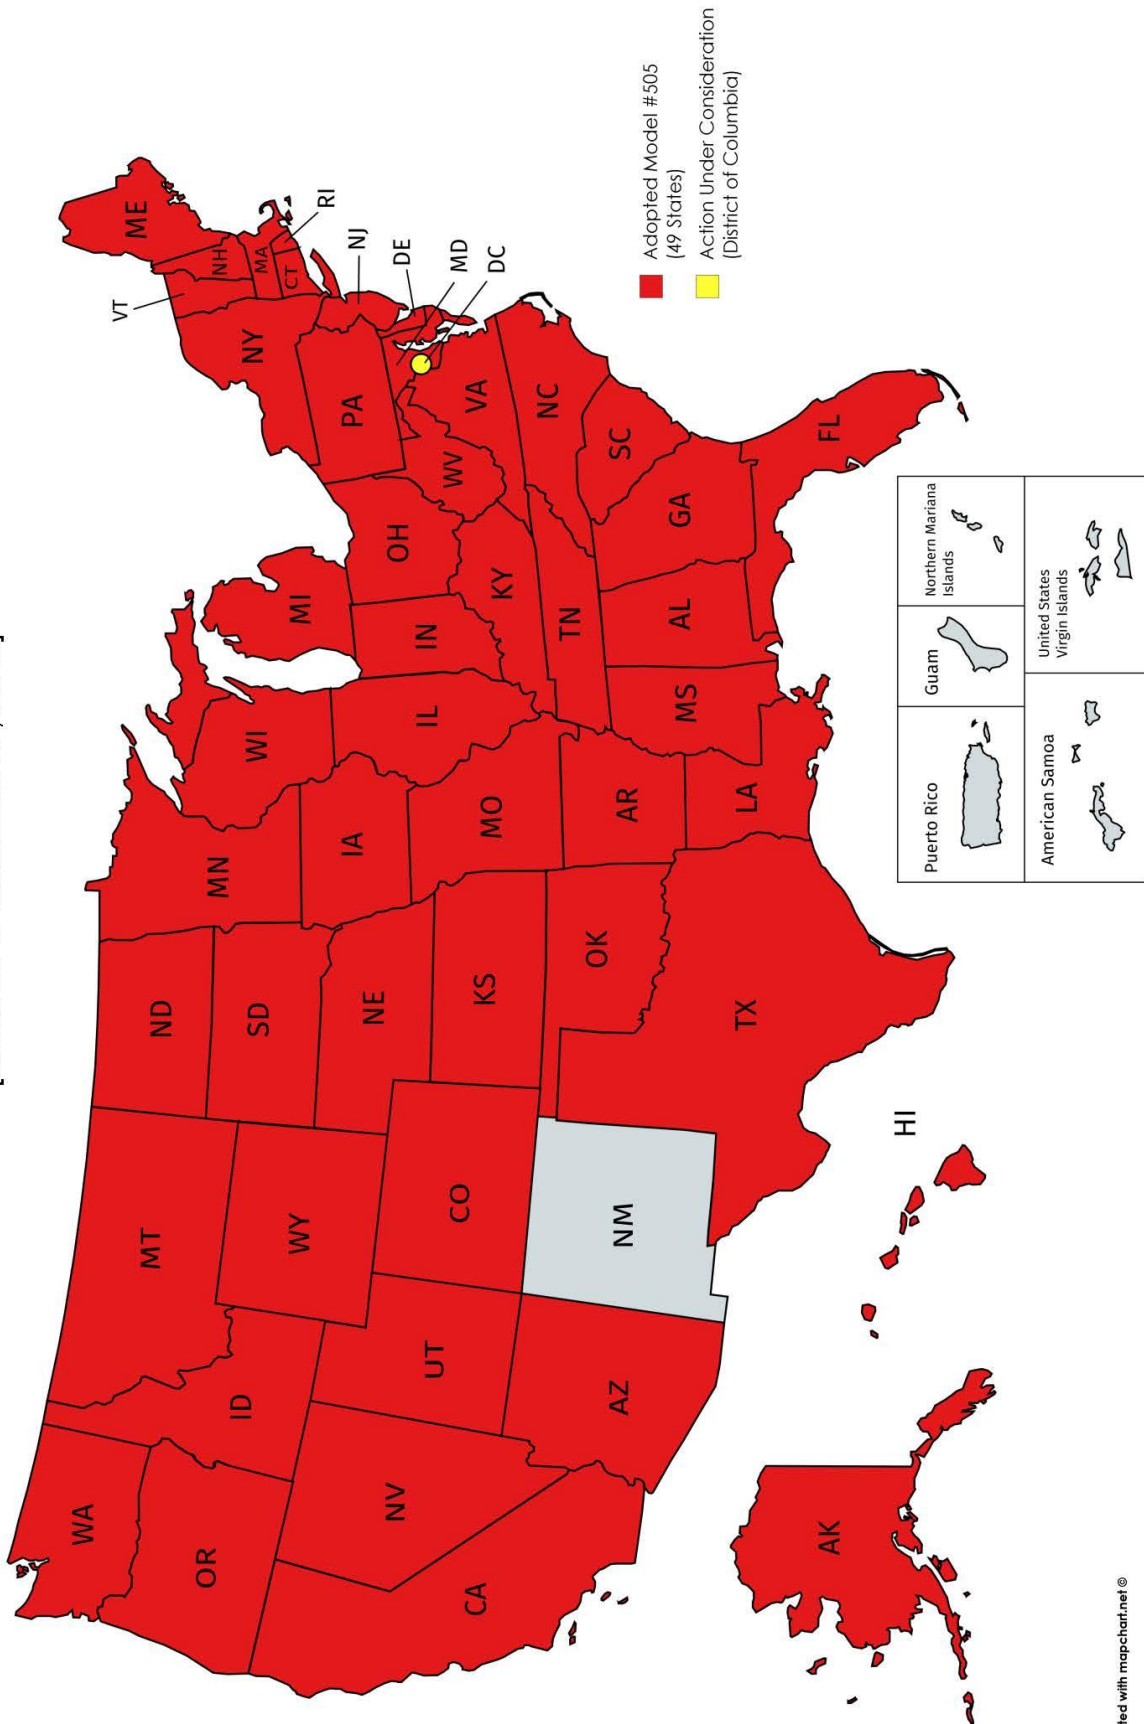 ME
VT
NH
MA
RI
CT
NY
NJ
DE
MD
DC
PA
WA
MT
ND
MN
WI
MI
OR
ID
WY
SD
IA
IL
IN
OH
WV
VA
NV
UT
CO
NE
KS
MO
KY
NC
CA
AZ
NM
OK
AR
TN
SC
TX
LA
MS
AL
GA
FL
AK
HI
Adopted Model #505
(49 States)
Action Under Consideration
(District of Columbia)
Puerto Rico
Guam
Northern Mariana
Islands
American Samoa
United States
Virgin Islands
ted with mapchart.net ©